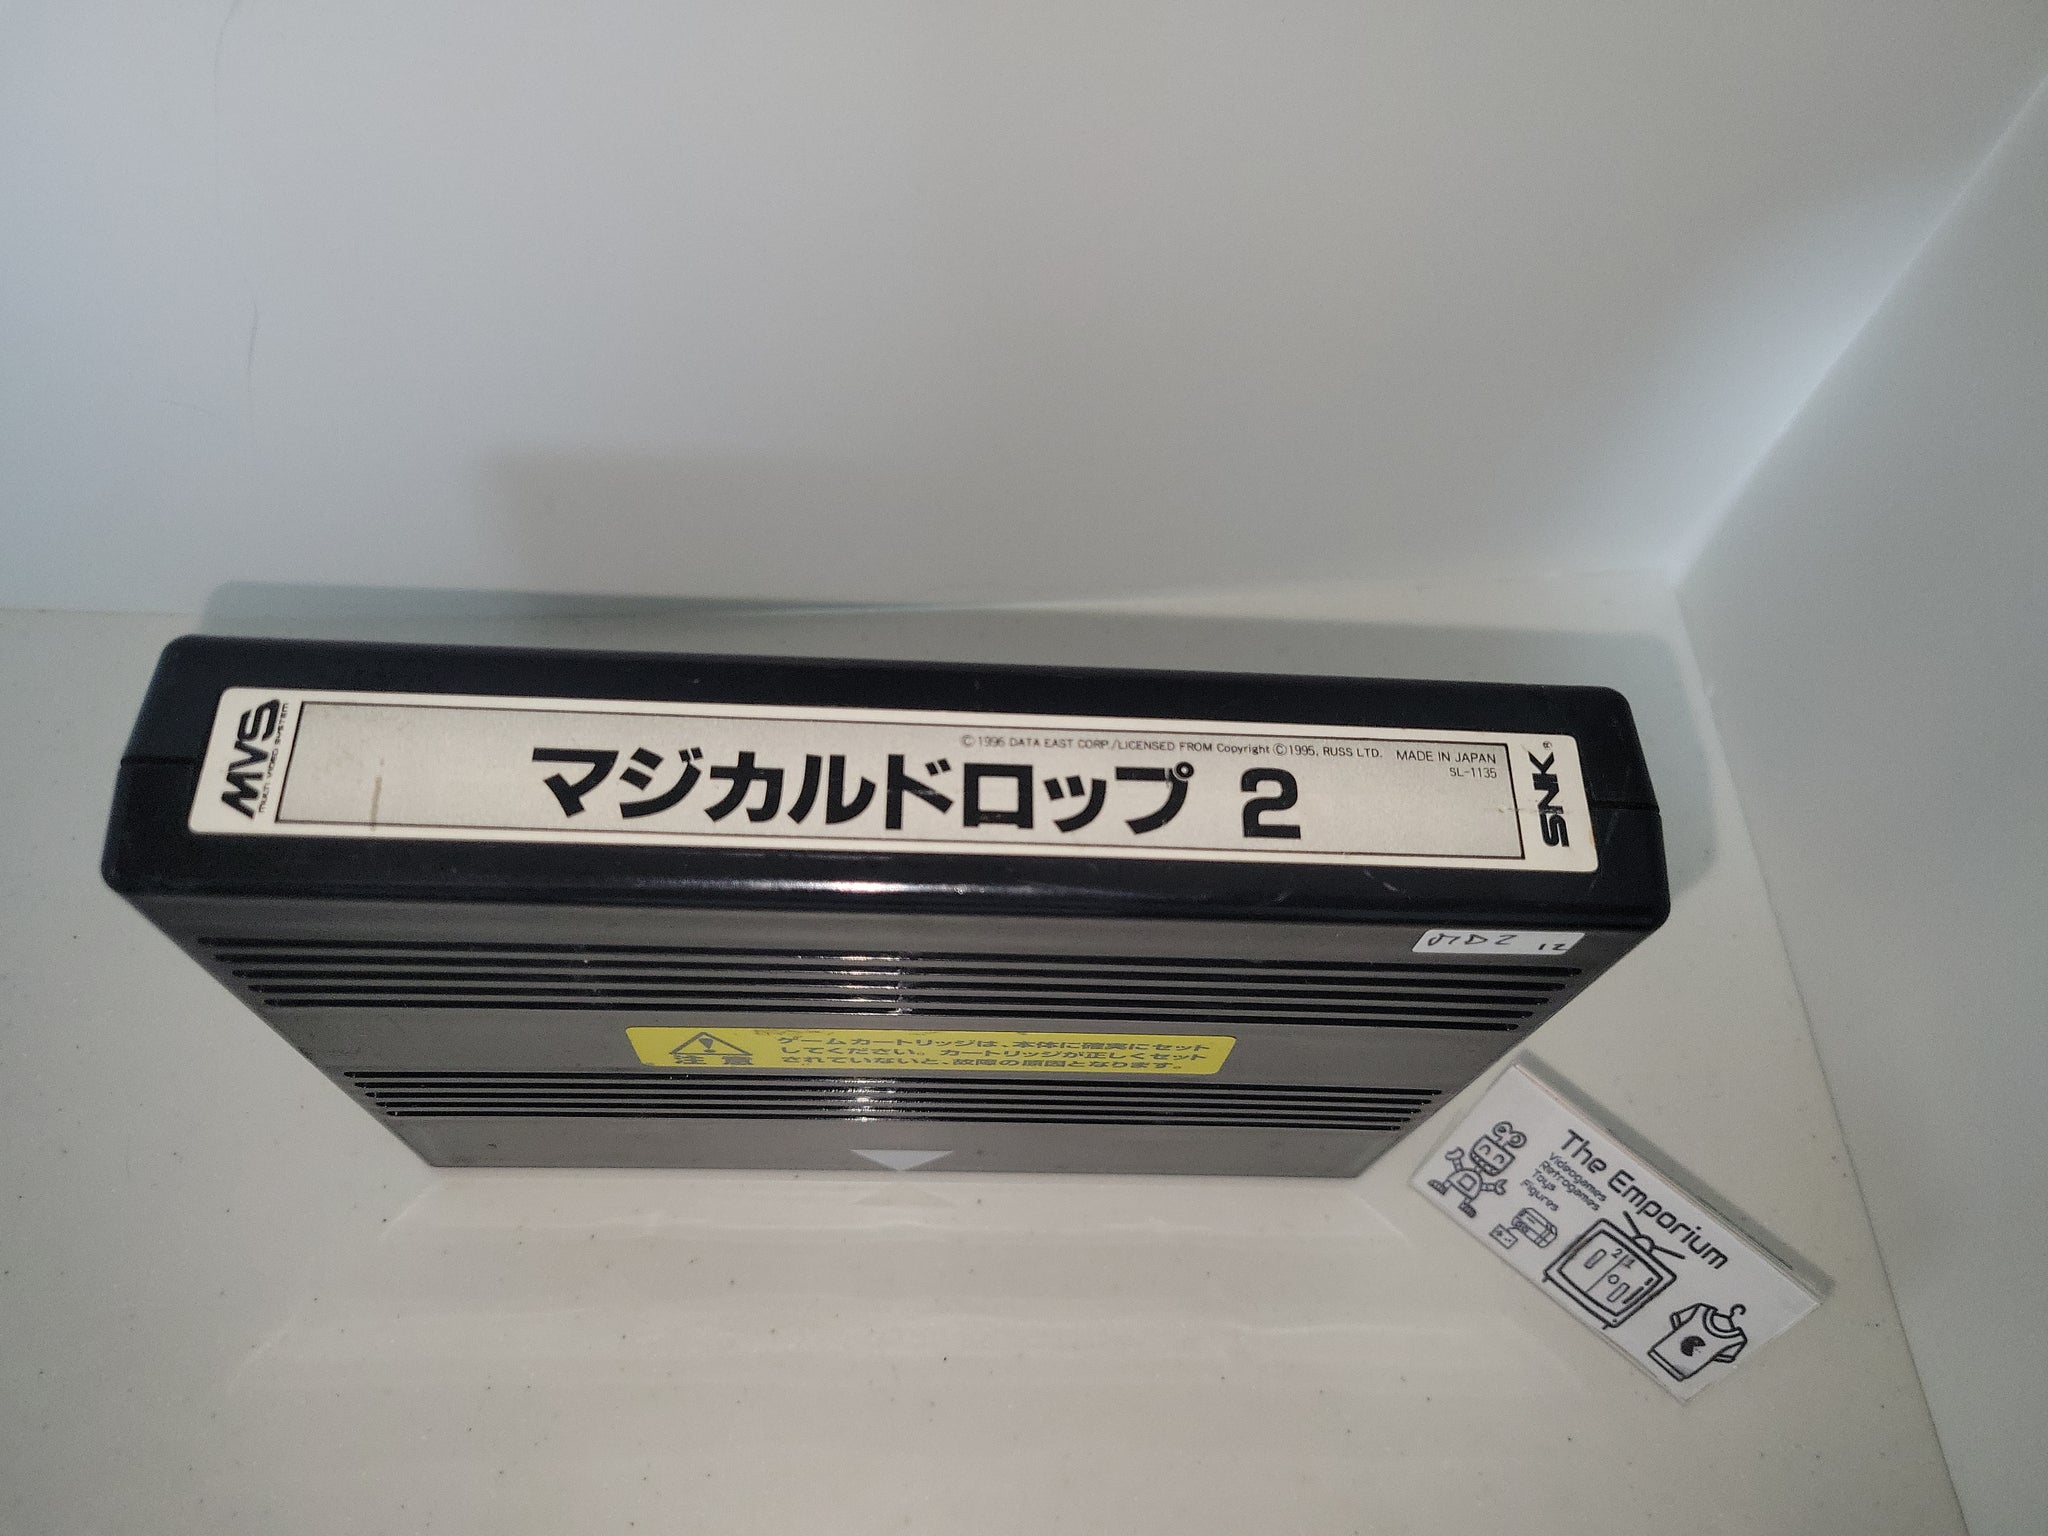 MVS
MULTI VIDEO SYSTEM
©1996 DATA EAST CORP./LICENSED FROM Copyright ©1995, RUSS LTD. MADE IN JAPAN
SL-1135
マジカルドロップ 2
SNK®
MD2 12
注意
ゲームカートリッジは、本体に確実にセット
してください。カートリッジが正しくセット
されていないと、故障の原因となります。
The Emporium
Videogames
Retrogames
Toys
Figures
21